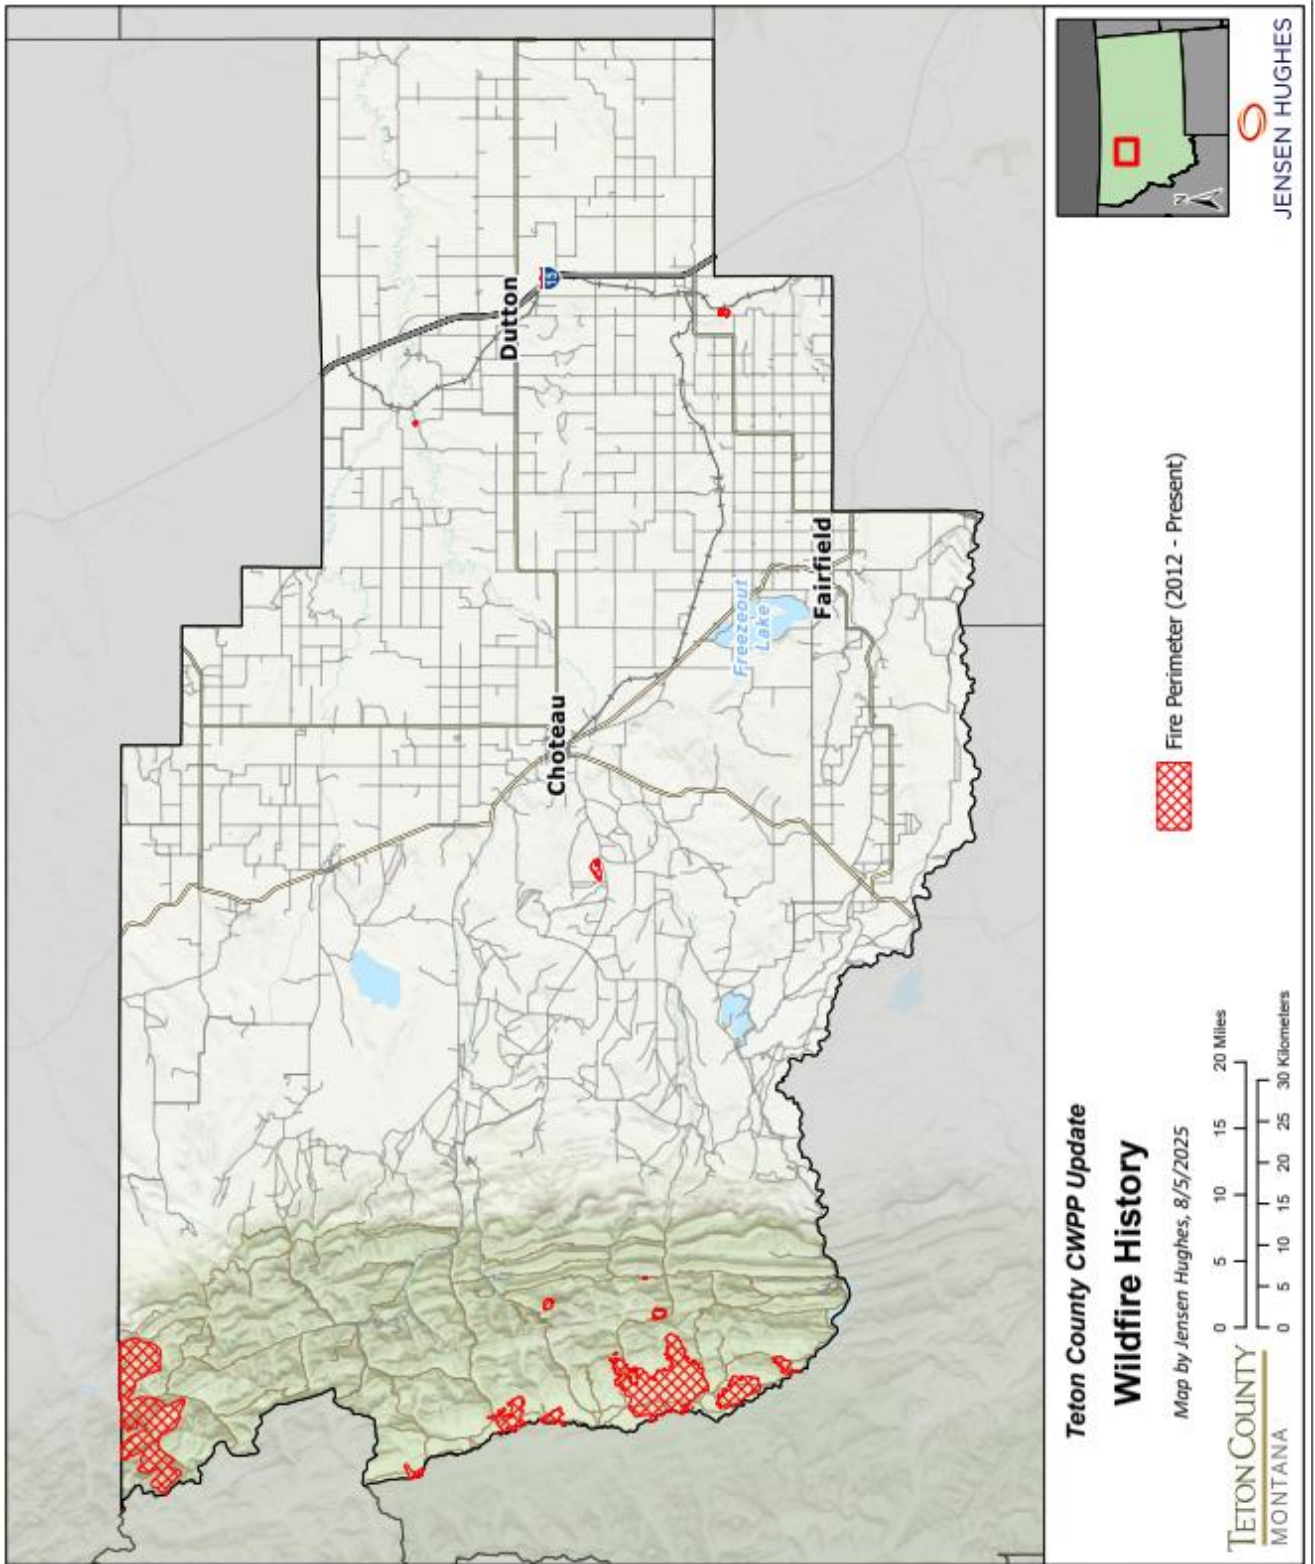 Choteau
Dutton
15
Freezeout
Lake
Fairfield
Teton County CWPP Update
Wildfire History
Map by Jensen Hughes, 8/5/2025
TETON COUNTY
MONTANA
0 5 10 15 20 Miles
0 5 10 15 20 25 30 Kilometers
Fire Perimeter (2012 - Present)
N
JENSEN HUGHES